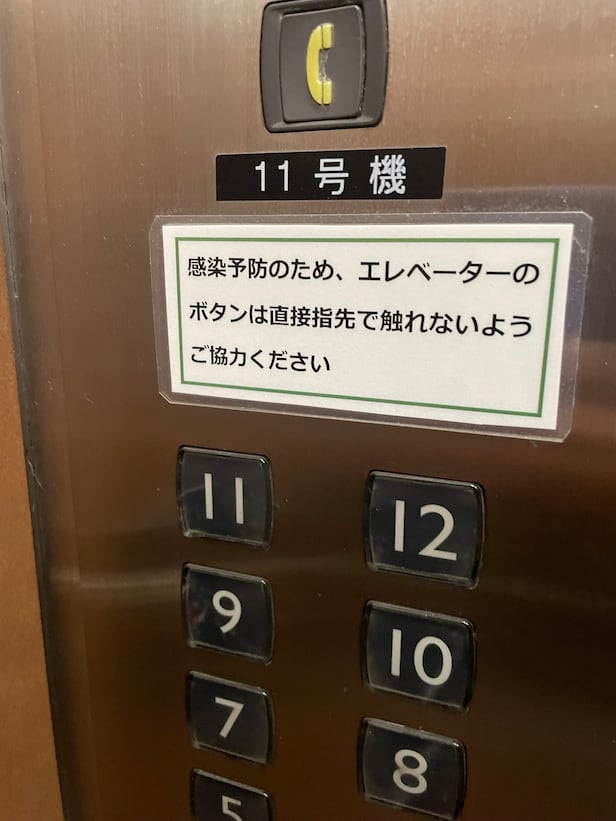 11号機
感染予防のため、エレベーターの
ボタンは直接指先で触れないよう
ご協力ください
11 12
9 10
7 8
5